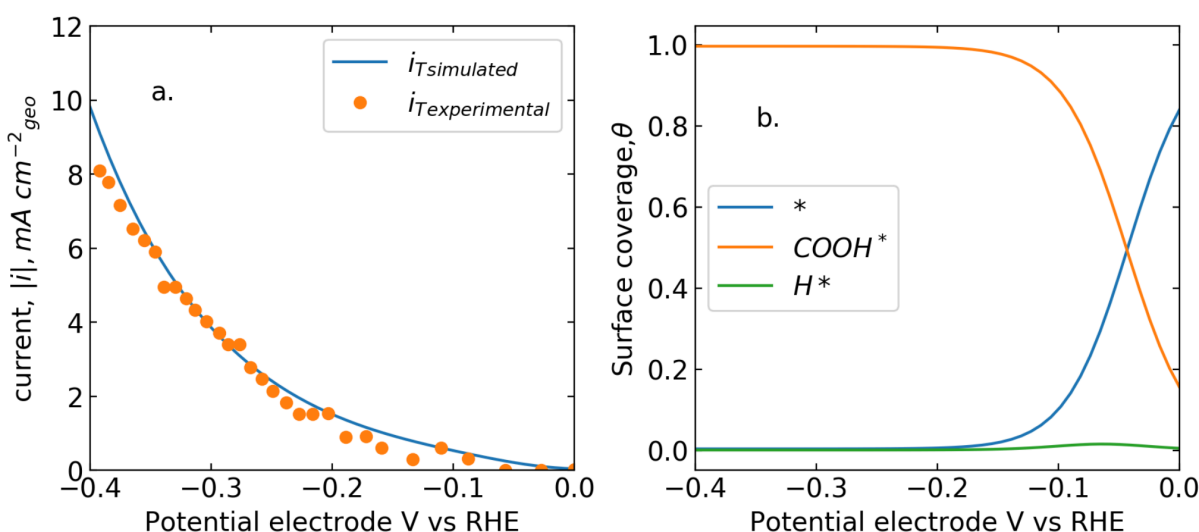 12
10
8
6
4
2
0
−0.4
−0.3
−0.2
−0.1
0.0
current, |i|, mA cm⁻²geo
Potential electrode V vs RHE
a.
iTsimulated
iTexperimental
1.0
0.8
0.6
0.4
0.2
0.0
−0.4
−0.3
−0.2
−0.1
0.0
Surface coverage,θ
Potential electrode V vs RHE
b.
*
COOH*
H*